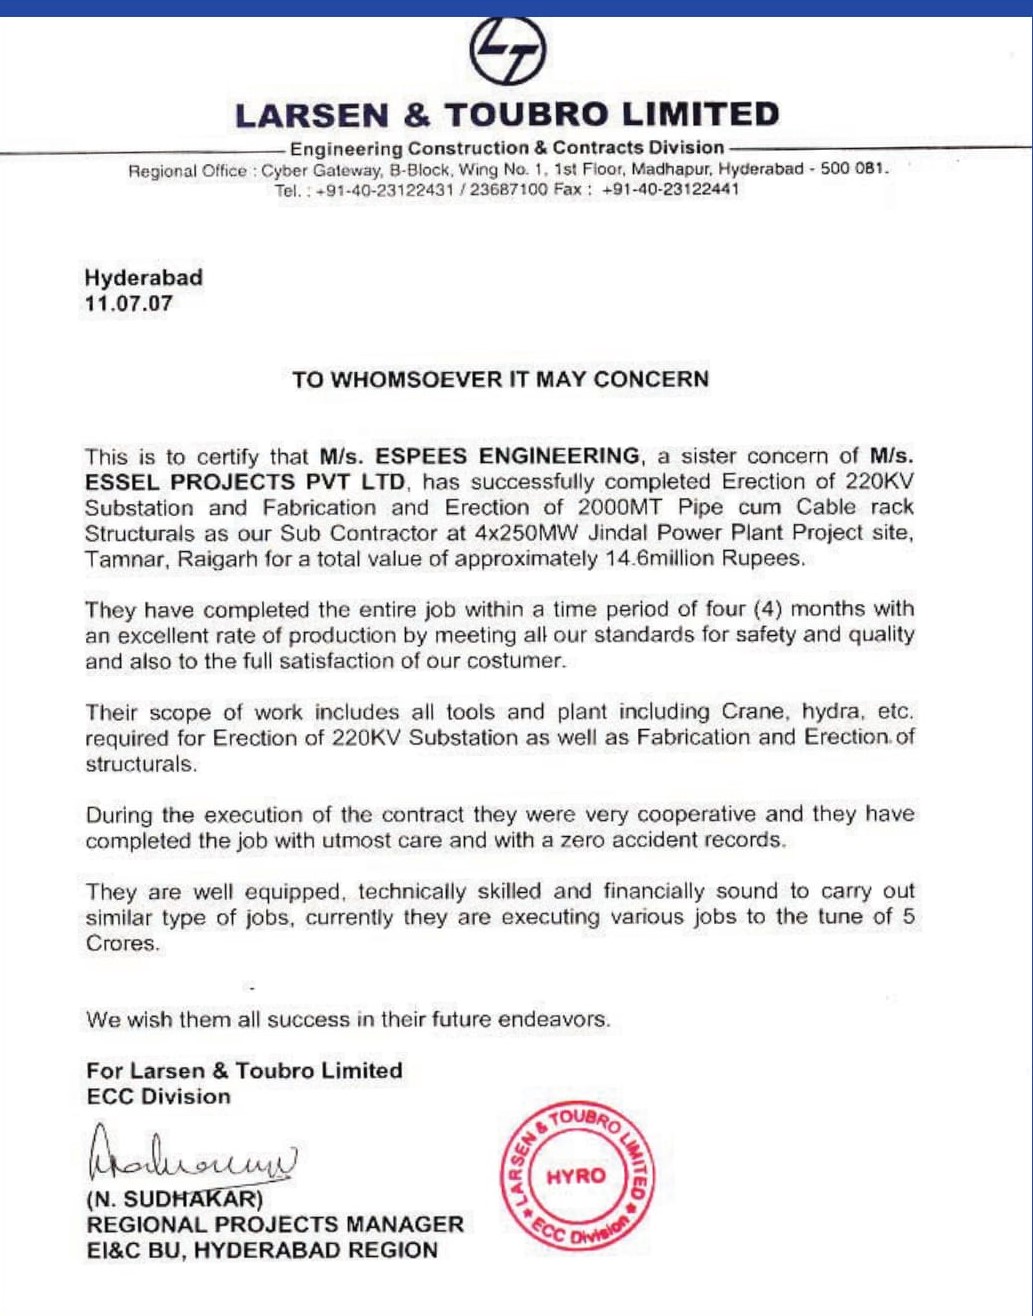 LT
LARSEN & TOUBRO LIMITED
Engineering Construction & Contracts Division
Regional Office : Cyber Gateway, B-Block, Wing No. 1, 1st Floor, Madhapur, Hyderabad - 500 081.
Tel. : +91-40-23122431 / 23687100 Fax : +91-40-23122441
Hyderabad
11.07.07
TO WHOMSOEVER IT MAY CONCERN
This is to certify that M/s. ESPEES ENGINEERING, a sister concern of M/s.
ESSEL PROJECTS PVT LTD, has successfully completed Erection of 220KV
Substation and Fabrication and Erection of 2000MT Pipe cum Cable rack
Structurals as our Sub Contractor at 4x250MW Jindal Power Plant Project site,
Tamnar, Raigarh for a total value of approximately 14.6million Rupees.
They have completed the entire job within a time period of four (4) months with
an excellent rate of production by meeting all our standards for safety and quality
and also to the full satisfaction of our costumer.
Their scope of work includes all tools and plant including Crane, hydra, etc.
required for Erection of 220KV Substation as well as Fabrication and Erection of
structurals.
During the execution of the contract they were very cooperative and they have
completed the job with utmost care and with a zero accident records.
They are well equipped, technically skilled and financially sound to carry out
similar type of jobs, currently they are executing various jobs to the tune of 5
Crores.
We wish them all success in their future endeavors.
For Larsen & Toubro Limited
ECC Division
(N. SUDHAKAR)
REGIONAL PROJECTS MANAGER
EI&C BU, HYDERABAD REGION
LARSEN & TOUBRO LIMITED
HYRO
ECC Division